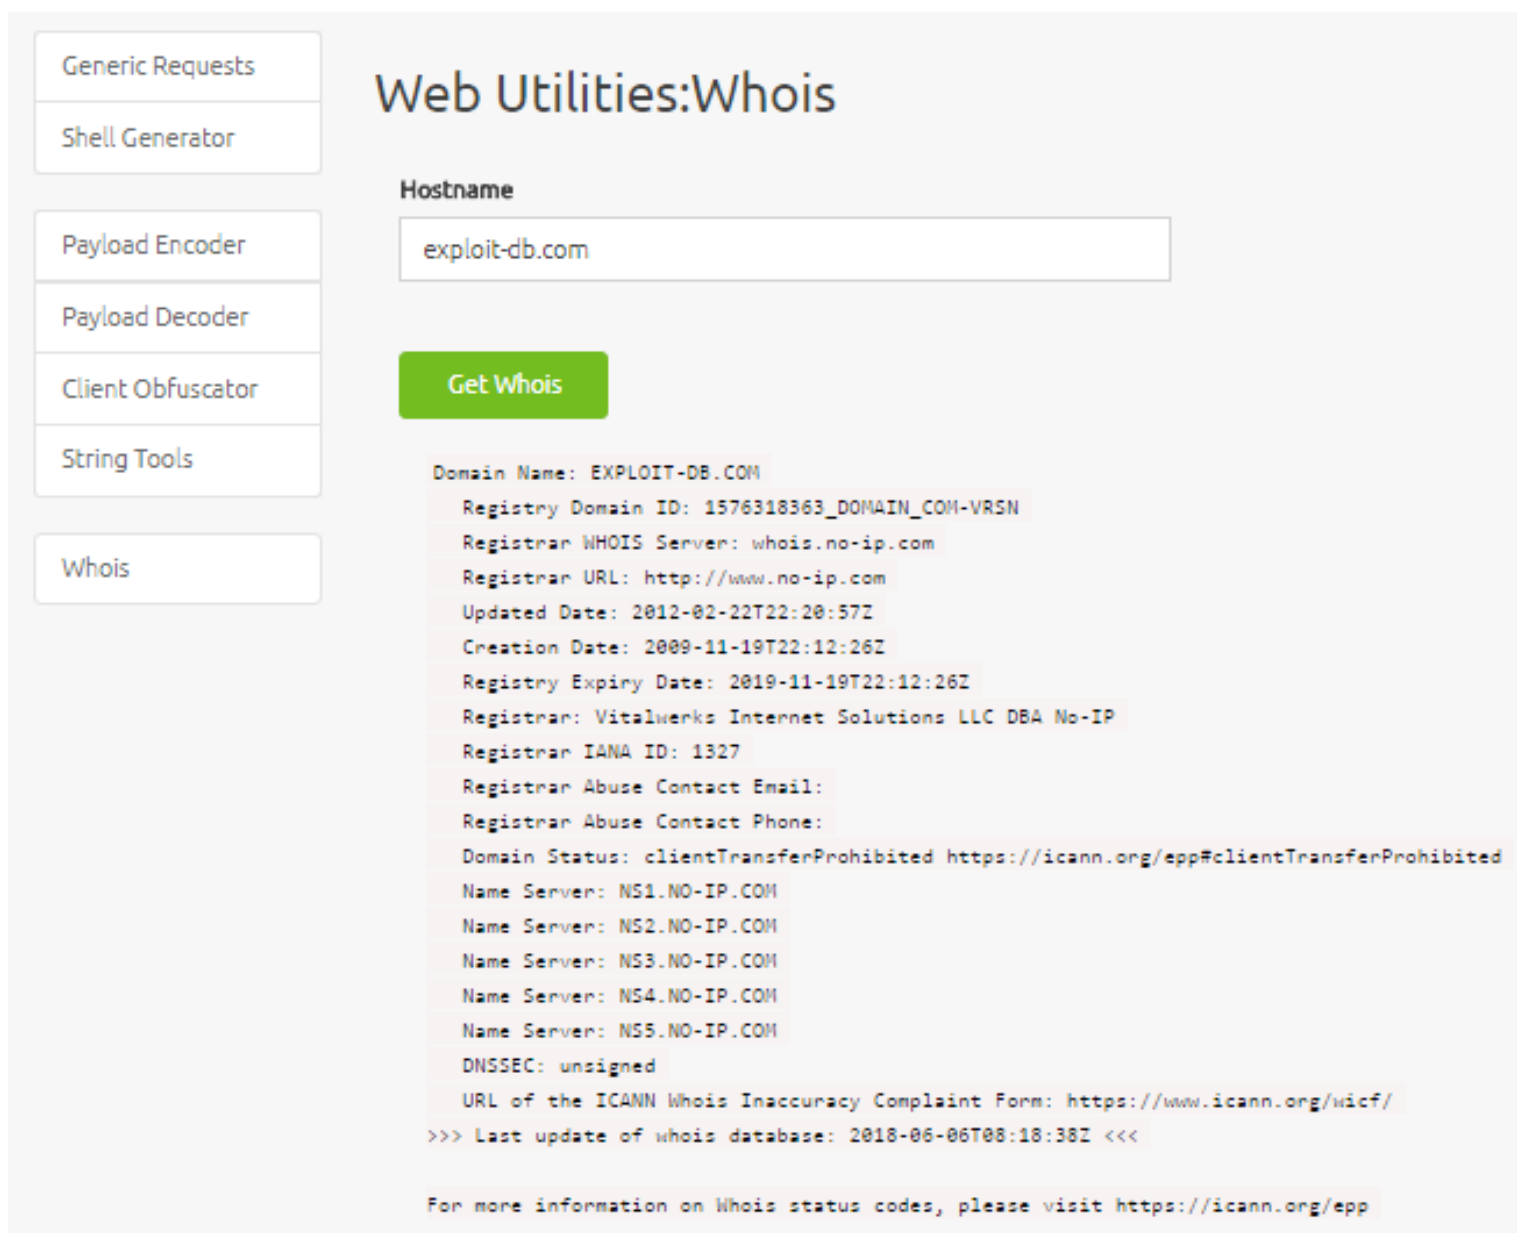 Generic Requests
Shell Generator
Payload Encoder
Payload Decoder
Client Obfuscator
String Tools
Whois
Web Utilities:Whois
Hostname
exploit-db.com
Get Whois
Domain Name: EXPLOIT-DB.COM
Registry Domain ID: 1576318363_DOMAIN_COM-VRSN
Registrar WHOIS Server: whois.no-ip.com
Registrar URL: http://www.no-ip.com
Updated Date: 2012-02-22T22:20:57Z
Creation Date: 2009-11-19T22:12:26Z
Registry Expiry Date: 2019-11-19T22:12:26Z
Registrar: Vitalwerks Internet Solutions LLC DBA No-IP
Registrar IANA ID: 1327
Registrar Abuse Contact Email:
Registrar Abuse Contact Phone:
Domain Status: clientTransferProhibited https://icann.org/epp#clientTransferProhibited
Name Server: NS1.NO-IP.COM
Name Server: NS2.NO-IP.COM
Name Server: NS3.NO-IP.COM
Name Server: NS4.NO-IP.COM
Name Server: NS5.NO-IP.COM
DNSSEC: unsigned
URL of the ICANN Whois Inaccuracy Complaint Form: https://www.icann.org/wicf/
>>> Last update of whois database: 2018-06-06T08:18:38Z <<<
For more information on Whois status codes, please visit https://icann.org/epp